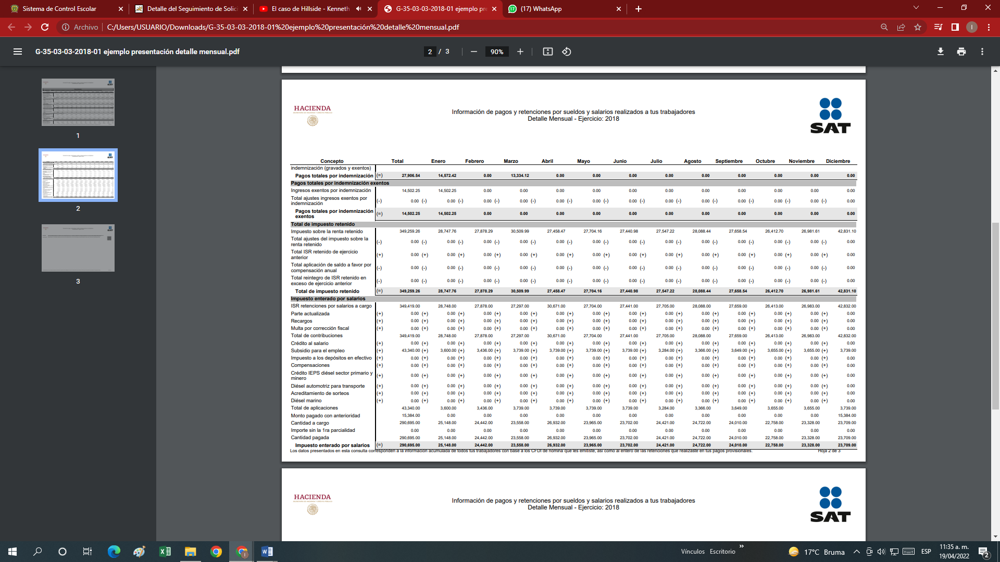 Sistema de Control Escolar
Detalle del Seguimiento de Solici
El caso de Hillside - Kenneth
G-35-03-03-2018-01 ejemplo pre
(17) WhatsApp
Archivo C:/Users/USUARIO/Downloads/G-35-03-03-2018-01%20ejemplo%20presentación%20detalle%20mensual.pdf
G-35-03-03-2018-01 ejemplo presentación detalle mensual.pdf
2 / 3
90%
1
2
3
HACIENDA
Información de pagos y retenciones por sueldos y salarios realizados a tus trabajadores
Detalle Mensual - Ejercicio: 2018
SAT
Concepto Total Enero Febrero Marzo Abril Mayo Junio Julio Agosto Septiembre Octubre Noviembre Diciembre
indemnización (gravados y exentos)
Pagos totales por indemnización (=) 27,906.54 14,572.42 0.00 13,334.12 0.00 0.00 0.00 0.00 0.00 0.00 0.00 0.00 0.00
Pagos totales por indemnización exentos
Ingresos exentos por indemnización 14,502.25 14,502.25 0.00 0.00 0.00 0.00 0.00 0.00 0.00 0.00 0.00 0.00 0.00
Total ajustes ingresos exentos por
indemnización (-) 0.00 (-) 0.00 (-) 0.00 (-) 0.00 (-) 0.00 (-) 0.00 (-) 0.00 (-) 0.00 (-) 0.00 (-) 0.00 (-) 0.00 (-) 0.00 (-) 0.00
Pagos totales por indemnización
exentos (=) 14,502.25 14,502.25 0.00 0.00 0.00 0.00 0.00 0.00 0.00 0.00 0.00 0.00 0.00
Total de impuesto retenido
Impuesto sobre la renta retenido 349,259.26 28,747.76 27,878.29 30,509.99 27,458.47 27,704.16 27,440.98 27,547.22 28,088.44 27,658.54 26,412.70 26,981.61 42,831.10
Total ajustes del impuesto sobre la
renta retenido (-) 0.00 (-) 0.00 (-) 0.00 (-) 0.00 (-) 0.00 (-) 0.00 (-) 0.00 (-) 0.00 (-) 0.00 (-) 0.00 (-) 0.00 (-) 0.00 (-) 0.00
Total ISR retenido de ejercicio
anterior (+) 0.00 (+) 0.00 (+) 0.00 (+) 0.00 (+) 0.00 (+) 0.00 (+) 0.00 (+) 0.00 (+) 0.00 (+) 0.00 (+) 0.00 (+) 0.00 (+) 0.00
Total aplicación de saldo a favor por
compensación anual (-) 0.00 (-) 0.00 (-) 0.00 (-) 0.00 (-) 0.00 (-) 0.00 (-) 0.00 (-) 0.00 (-) 0.00 (-) 0.00 (-) 0.00 (-) 0.00 (-) 0.00
Total reintegro de ISR retenido en
exceso de ejercicio anterior (-) 0.00 (-) 0.00 (-) 0.00 (-) 0.00 (-) 0.00 (-) 0.00 (-) 0.00 (-) 0.00 (-) 0.00 (-) 0.00 (-) 0.00 (-) 0.00 (-) 0.00
Total de impuesto retenido (=) 349,259.26 28,747.76 27,878.29 30,509.99 27,458.47 27,704.16 27,440.98 27,547.22 28,088.44 27,658.54 26,412.70 26,981.61 42,831.10
Impuesto enterado por salarios
ISR retenciones por salarios a cargo 349,419.00 28,748.00 27,878.00 27,297.00 30,671.00 27,704.00 27,441.00 27,705.00 28,088.00 27,659.00 26,413.00 26,983.00 42,832.00
Parte actualizada (+) 0.00 (+) 0.00 (+) 0.00 (+) 0.00 (+) 0.00 (+) 0.00 (+) 0.00 (+) 0.00 (+) 0.00 (+) 0.00 (+) 0.00 (+) 0.00 (+) 0.00
Recargos (+) 0.00 (+) 0.00 (+) 0.00 (+) 0.00 (+) 0.00 (+) 0.00 (+) 0.00 (+) 0.00 (+) 0.00 (+) 0.00 (+) 0.00 (+) 0.00 (+) 0.00
Multa por corrección fiscal (+) 0.00 (+) 0.00 (+) 0.00 (+) 0.00 (+) 0.00 (+) 0.00 (+) 0.00 (+) 0.00 (+) 0.00 (+) 0.00 (+) 0.00 (+) 0.00 (+) 0.00
Total de contribuciones 349,419.00 28,748.00 27,878.00 27,297.00 30,671.00 27,704.00 27,441.00 27,705.00 28,088.00 27,659.00 26,413.00 26,983.00 42,832.00
Crédito al salario (+) 0.00 (+) 0.00 (+) 0.00 (+) 0.00 (+) 0.00 (+) 0.00 (+) 0.00 (+) 0.00 (+) 0.00 (+) 0.00 (+) 0.00 (+) 0.00 (+) 0.00
Subsidio para el empleo (+) 43,340.00 (+) 3,600.00 (+) 3,436.00 (+) 3,739.00 (+) 3,739.00 (+) 3,739.00 (+) 3,739.00 (+) 3,284.00 (+) 3,366.00 (+) 3,649.00 (+) 3,655.00 (+) 3,655.00 (+) 3,739.00
Impuesto a los depósitos en efectivo (+) 0.00 (+) 0.00 (+) 0.00 (+) 0.00 (+) 0.00 (+) 0.00 (+) 0.00 (+) 0.00 (+) 0.00 (+) 0.00 (+) 0.00 (+) 0.00 (+) 0.00
Compensaciones (+) 0.00 (+) 0.00 (+) 0.00 (+) 0.00 (+) 0.00 (+) 0.00 (+) 0.00 (+) 0.00 (+) 0.00 (+) 0.00 (+) 0.00 (+) 0.00 (+) 0.00
Crédito IEPS diésel sector primario y
minero (+) 0.00 (+) 0.00 (+) 0.00 (+) 0.00 (+) 0.00 (+) 0.00 (+) 0.00 (+) 0.00 (+) 0.00 (+) 0.00 (+) 0.00 (+) 0.00 (+) 0.00
Diésel automotriz para transporte (+) 0.00 (+) 0.00 (+) 0.00 (+) 0.00 (+) 0.00 (+) 0.00 (+) 0.00 (+) 0.00 (+) 0.00 (+) 0.00 (+) 0.00 (+) 0.00 (+) 0.00
Acreditamiento de sorteos (+) 0.00 (+) 0.00 (+) 0.00 (+) 0.00 (+) 0.00 (+) 0.00 (+) 0.00 (+) 0.00 (+) 0.00 (+) 0.00 (+) 0.00 (+) 0.00 (+) 0.00
Diésel marino (+) 0.00 (+) 0.00 (+) 0.00 (+) 0.00 (+) 0.00 (+) 0.00 (+) 0.00 (+) 0.00 (+) 0.00 (+) 0.00 (+) 0.00 (+) 0.00 (+) 0.00
Total de aplicaciones 43,340.00 3,600.00 3,436.00 3,739.00 3,739.00 3,739.00 3,739.00 3,284.00 3,366.00 3,649.00 3,655.00 3,655.00 3,739.00
Monto pagado con anterioridad 15,384.00 0.00 0.00 0.00 0.00 0.00 0.00 0.00 0.00 0.00 0.00 0.00 15,384.00
Cantidad a cargo 290,695.00 25,148.00 24,442.00 23,558.00 26,932.00 23,965.00 23,702.00 24,421.00 24,722.00 24,010.00 22,758.00 23,328.00 23,709.00
Importe sin la 1ra parcialidad 0.00 0.00 0.00 0.00 0.00 0.00 0.00 0.00 0.00 0.00 0.00 0.00 0.00
Cantidad pagada 290,695.00 25,148.00 24,442.00 23,558.00 26,932.00 23,965.00 23,702.00 24,421.00 24,722.00 24,010.00 22,758.00 23,328.00 23,709.00
Impuesto enterado por salarios (=) 290,695.00 25,148.00 24,442.00 23,558.00 26,932.00 23,965.00 23,702.00 24,421.00 24,722.00 24,010.00 22,758.00 23,328.00 23,709.00
Los datos presentados en esta consulta corresponden a la información acumulada de todos tus trabajadores con base a los CFDI de nómina que les emitiste, así como al entero de las retenciones que realizaste en tus pagos provisionales. Hoja 2 de 3
HACIENDA
Información de pagos y retenciones por sueldos y salarios realizados a tus trabajadores
Detalle Mensual - Ejercicio: 2018
SAT
Vínculos Escritorio
17°C Bruma
ESP
11:35 a. m.
19/04/2022
2